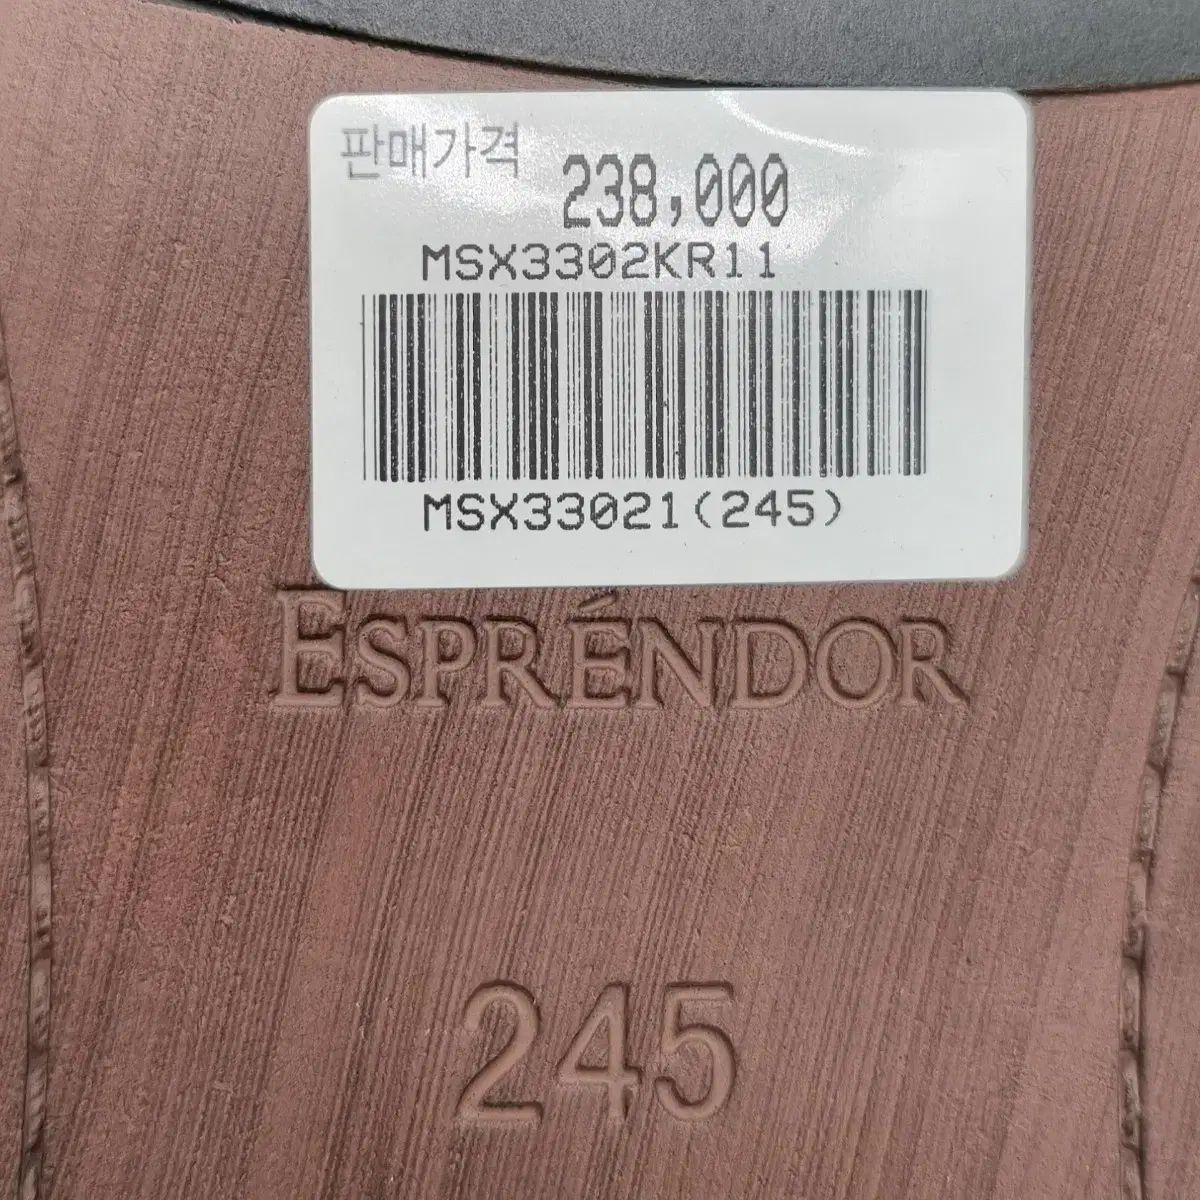 판매가격 238,000
MSX3302KR11
MSX33021(245)
ESPRÉNDOR
245